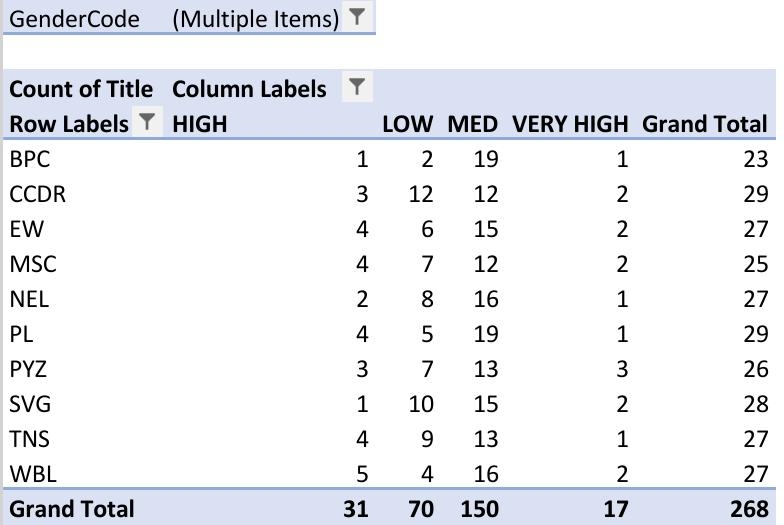 GenderCode (Multiple Items)
Count of Title Column Labels
Row Labels HIGH LOW MED VERY HIGH Grand Total
BPC 1 2 19 1 23
CCDR 3 12 12 2 29
EW 4 6 15 2 27
MSC 4 7 12 2 25
NEL 2 8 16 1 27
PL 4 5 19 1 29
PYZ 3 7 13 3 26
SVG 1 10 15 2 28
TNS 4 9 13 1 27
WBL 5 4 16 2 27
Grand Total 31 70 150 17 268